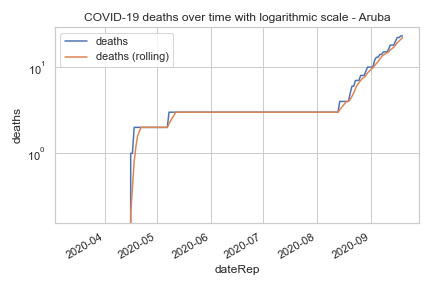 COVID-19 deaths over time with logarithmic scale - Aruba
deaths
deaths (rolling)
10¹
10⁰
deaths
2020-04
2020-05
2020-06
2020-07
2020-08
2020-09
dateRep